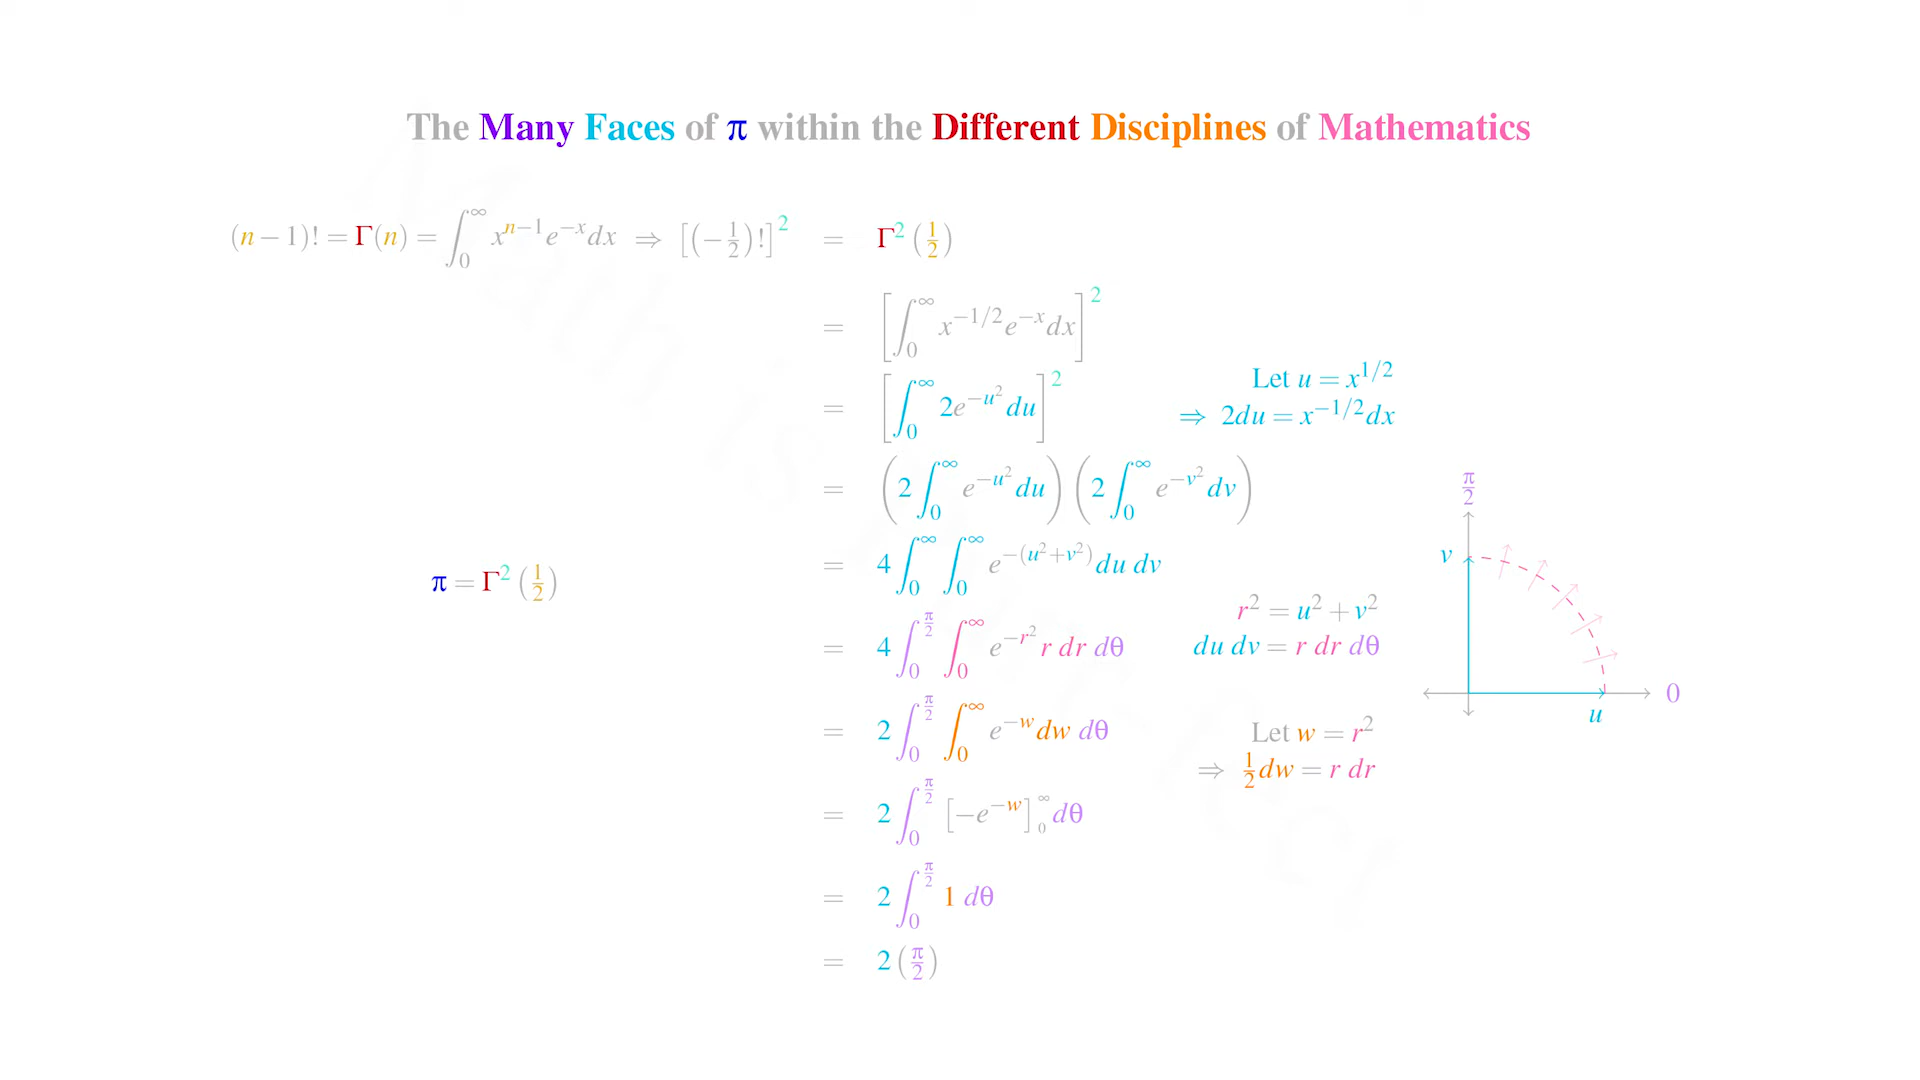 The Many Faces of π within the Different Disciplines of Mathematics
(n − 1)! = Γ(n) = ∫₀^∞ x^{n−1} e^{−x} dx ⇒ [(−1/2)!]² = Γ²(1/2)
= [∫₀^∞ x^{−1/2} e^{−x} dx]²
= [∫₀^∞ 2e^{−u²} du]²
Let u = x^{1/2}
⇒ 2du = x^{−1/2} dx
= (2 ∫₀^∞ e^{−u²} du) (2 ∫₀^∞ e^{−v²} dv)
= 4 ∫₀^∞ ∫₀^∞ e^{−(u²+v²)} du dv
π = Γ²(1/2)
= 4 ∫₀^{π/2} ∫₀^∞ e^{−r²} r dr dθ
r² = u² + v²
du dv = r dr dθ
= 2 ∫₀^{π/2} ∫₀^∞ e^{−w} dw dθ
Let w = r²
⇒ 1/2 dw = r dr
= 2 ∫₀^{π/2} [−e^{−w}]₀^∞ dθ
= 2 ∫₀^{π/2} 1 dθ
= 2(π/2)
π/2
v
0
u